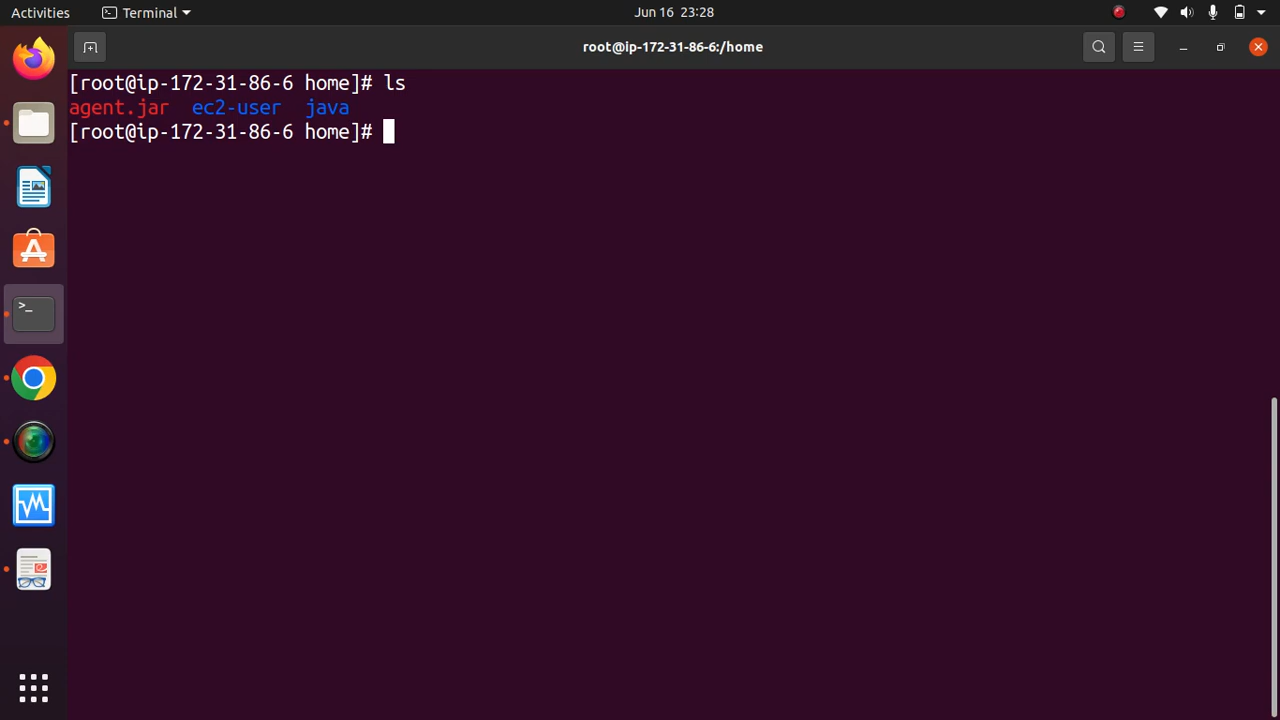 Activities Terminal Jun 16 23:28
root@ip-172-31-86-6:/home
[root@ip-172-31-86-6 home]# ls
agent.jar ec2-user java
[root@ip-172-31-86-6 home]#